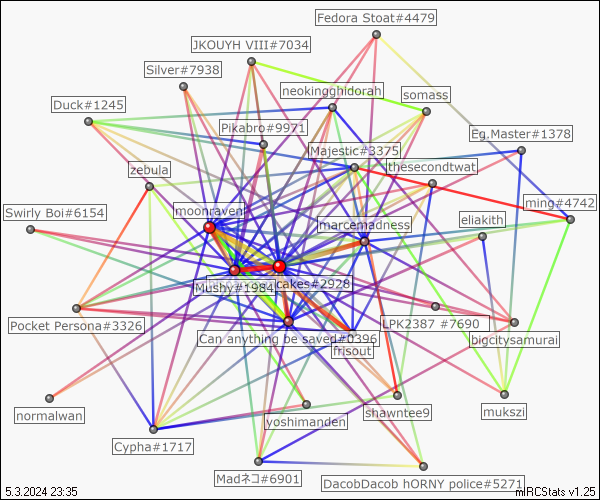 Fedora Stoat#4479
JKOUYH VIII#7034
Silver#7938
neokingghidorah
somass
Duck#1245
Pikabro#9971
Eg.Master#1378
Majestic#3375
thesecondtwat
zebula
ming#4742
Swirly Boi#6154
moonraven
marcemadness
eliakith
Mushy#1984
cakes#2928
Pocket Persona#3326
LPK2387 #7690
Can anything be saved#0396
bigcitysamurai
frisout
normalwan
shawntee9
mukszi
yoshimanden
Cypha#1717
Madネコ#6901
DacobDacob hORNY police#5271
5.3.2024 23:35
mIRCStats v1.25